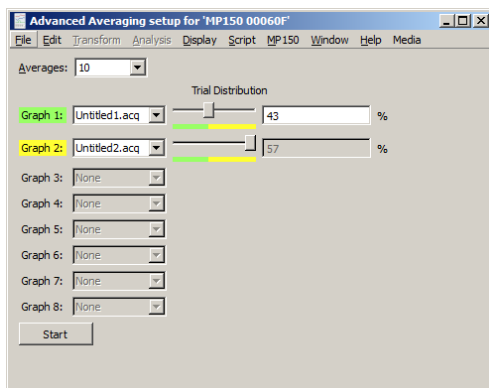 Advanced Averaging setup for 'MP150 00060F'
File Edit Transform Analysis Display Script MP150 Window Help Media
Averages: 10
Trial Distribution
Graph 1: Untitled1.acq 43 %
Graph 2: Untitled2.acq 57 %
Graph 3: None
Graph 4: None
Graph 5: None
Graph 6: None
Graph 7: None
Graph 8: None
Start